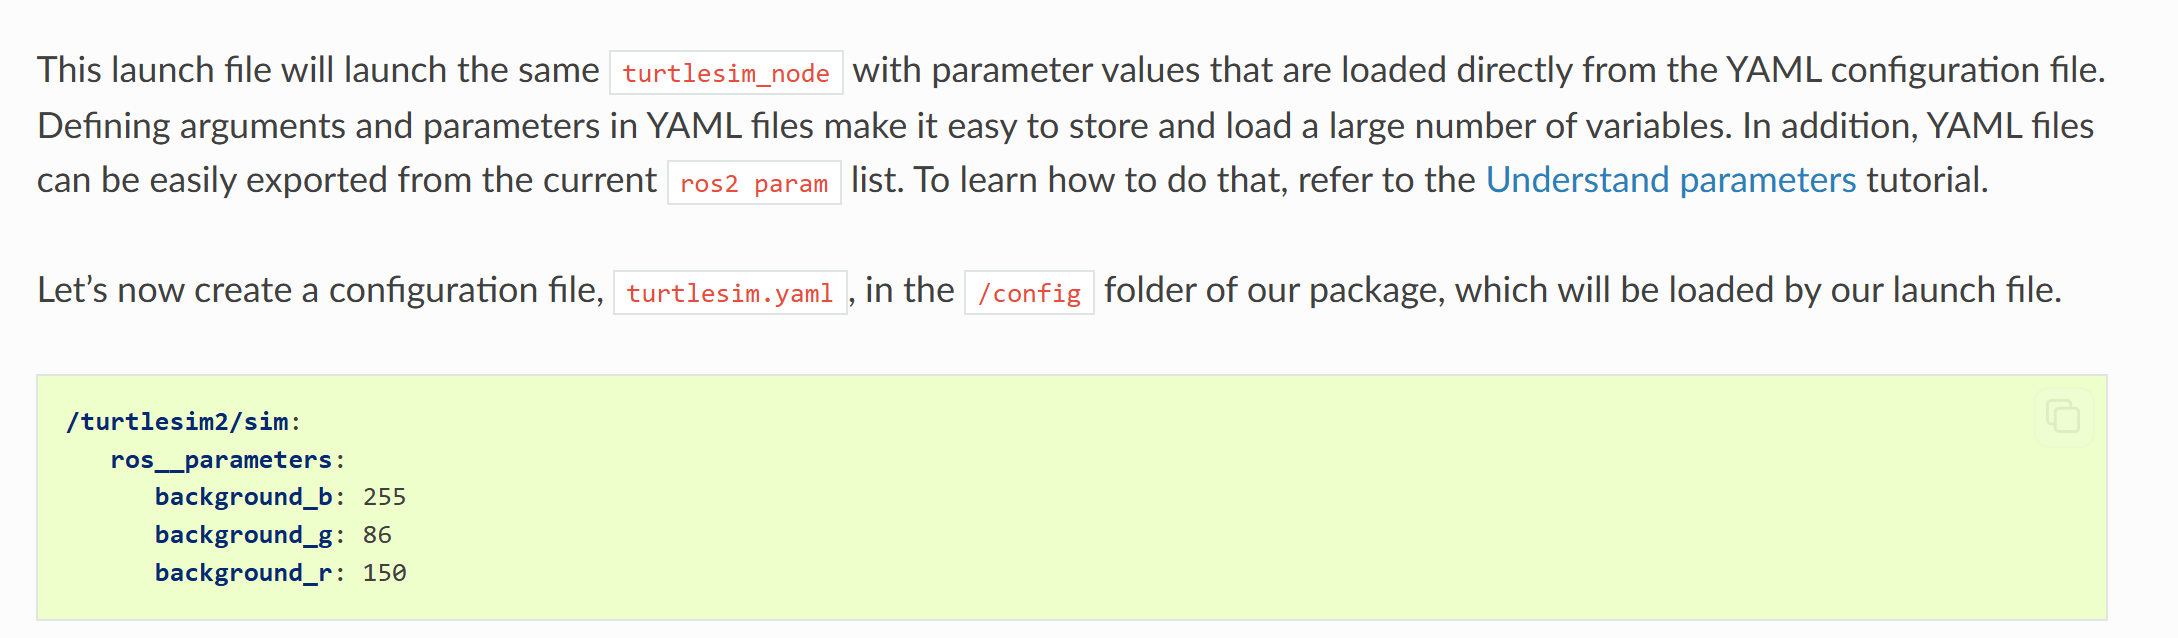 This launch file will launch the same turtlesim_node with parameter values that are loaded directly from the YAML configuration file.
Defining arguments and parameters in YAML files make it easy to store and load a large number of variables. In addition, YAML files
can be easily exported from the current ros2 param list. To learn how to do that, refer to the Understand parameters tutorial.
Let’s now create a configuration file, turtlesim.yaml, in the /config folder of our package, which will be loaded by our launch file.
/turtlesim2/sim:
   ros__parameters:
      background_b: 255
      background_g: 86
      background_r: 150